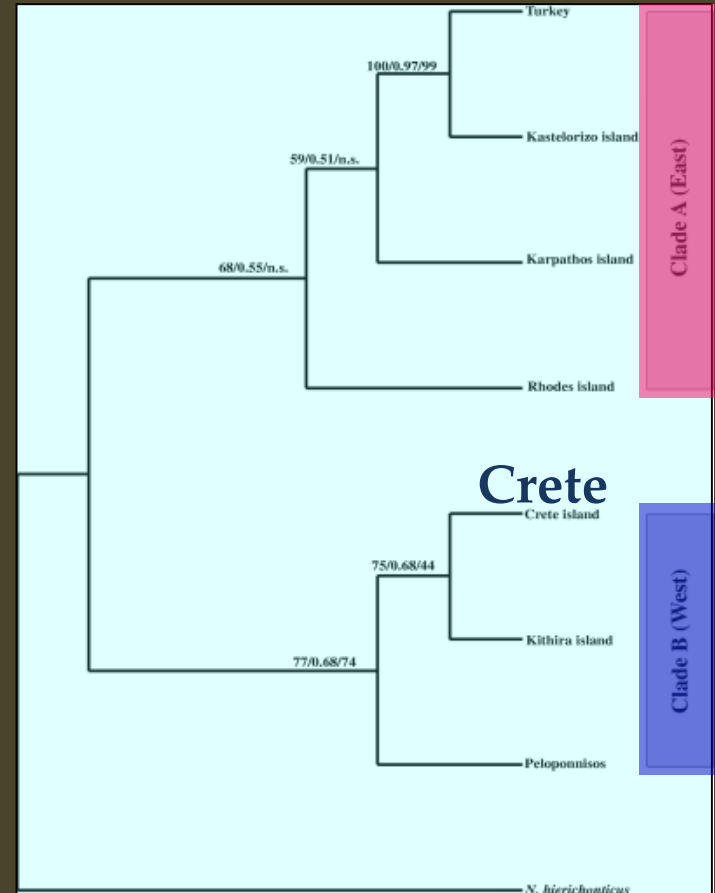 Turkey
100/0.97/99
Kastelorizo island
59/0.51/n.s.
Clade A (East)
Karpathos island
68/0.55/n.s.
Rhodes island
Crete
Crete island
75/0.68/44
Clade B (West)
Kithira island
77/0.68/74
Peloponnisos
N. hierichonticus